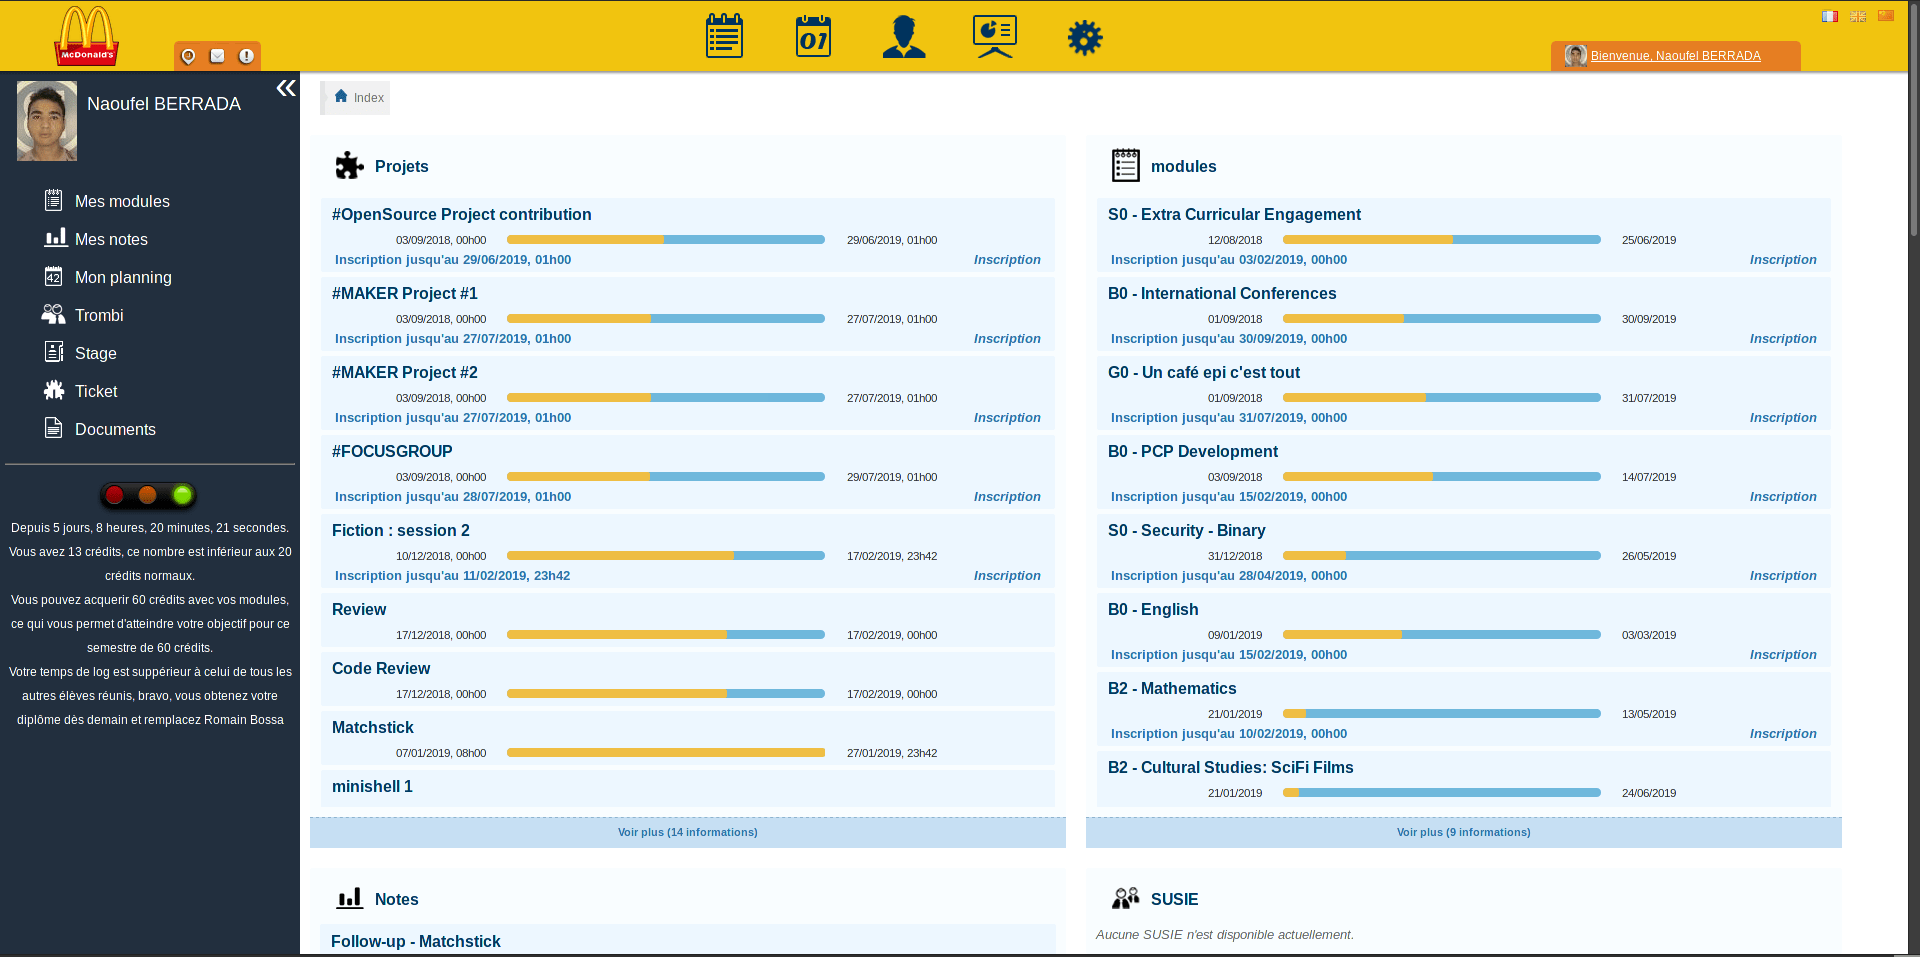 McDonald's
01
Bienvenue, Naoufel BERRADA
«
Naoufel BERRADA
Mes modules
Mes notes
42
Mon planning
Trombi
Stage
Ticket
Documents
Depuis 5 jours, 8 heures, 20 minutes, 21 secondes.
Vous avez 13 crédits, ce nombre est inférieur aux 20
crédits normaux.
Vous pouvez acquerir 60 crédits avec vos modules,
ce qui vous permet d'atteindre votre objectif pour ce
semestre de 60 crédits.
Votre temps de log est suppérieur à celui de tous les
autres élèves réunis, bravo, vous obtenez votre
diplôme dès demain et remplacez Romain Bossa
Index
Projets
#OpenSource Project contribution
03/09/2018, 00h00 29/06/2019, 01h00
Inscription jusqu'au 29/06/2019, 01h00 Inscription
#MAKER Project #1
03/09/2018, 00h00 27/07/2019, 01h00
Inscription jusqu'au 27/07/2019, 01h00 Inscription
#MAKER Project #2
03/09/2018, 00h00 27/07/2019, 01h00
Inscription jusqu'au 27/07/2019, 01h00 Inscription
#FOCUSGROUP
03/09/2018, 00h00 29/07/2019, 01h00
Inscription jusqu'au 28/07/2019, 01h00 Inscription
Fiction : session 2
10/12/2018, 00h00 17/02/2019, 23h42
Inscription jusqu'au 11/02/2019, 23h42 Inscription
Review
17/12/2018, 00h00 17/02/2019, 00h00
Code Review
17/12/2018, 00h00 17/02/2019, 00h00
Matchstick
07/01/2019, 08h00 27/01/2019, 23h42
minishell 1
Voir plus (14 informations)
modules
S0 - Extra Curricular Engagement
12/08/2018 25/06/2019
Inscription jusqu'au 03/02/2019, 00h00 Inscription
B0 - International Conferences
01/09/2018 30/09/2019
Inscription jusqu'au 30/09/2019, 00h00 Inscription
G0 - Un café epi c'est tout
01/09/2018 31/07/2019
Inscription jusqu'au 31/07/2019, 00h00 Inscription
B0 - PCP Development
03/09/2018 14/07/2019
Inscription jusqu'au 15/02/2019, 00h00 Inscription
S0 - Security - Binary
31/12/2018 26/05/2019
Inscription jusqu'au 28/04/2019, 00h00 Inscription
B0 - English
09/01/2019 03/03/2019
Inscription jusqu'au 15/02/2019, 00h00 Inscription
B2 - Mathematics
21/01/2019 13/05/2019
Inscription jusqu'au 10/02/2019, 00h00 Inscription
B2 - Cultural Studies: SciFi Films
21/01/2019 24/06/2019
Voir plus (9 informations)
Notes
Follow-up - Matchstick
SUSIE
Aucune SUSIE n'est disponible actuellement.